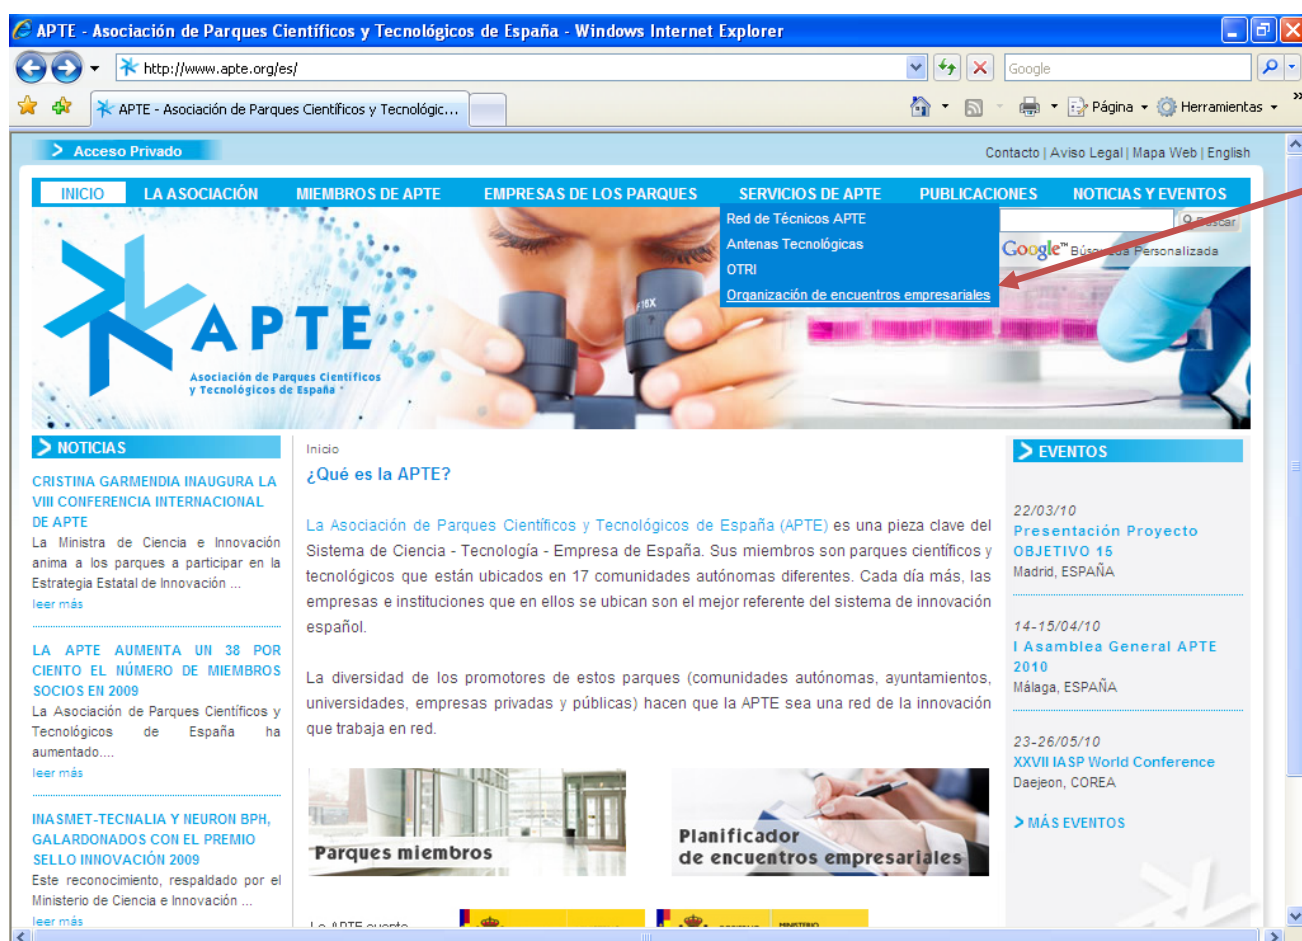 APTE - Asociación de Parques Científicos y Tecnológicos de España - Windows Internet Explorer
http://www.apte.org/es/
Google
APTE - Asociación de Parques Científicos y Tecnológic...
Página
Herramientas
»
Acceso Privado
Contacto | Aviso Legal | Mapa Web | English
INICIO LA ASOCIACIÓN MIEMBROS DE APTE EMPRESAS DE LOS PARQUES SERVICIOS DE APTE PUBLICACIONES NOTICIAS Y EVENTOS
Red de Técnicos APTE
Antenas Tecnológicas
OTRI
Organización de encuentros empresariales
Buscar
Google™ Búsqueda Personalizada
APTE
Asociación de Parques Científicos
y Tecnológicos de España
NOTICIAS
CRISTINA GARMENDIA INAUGURA LA
VIII CONFERENCIA INTERNACIONAL
DE APTE
La Ministra de Ciencia e Innovación
anima a los parques a participar en la
Estrategia Estatal de Innovación ...
leer más
LA APTE AUMENTA UN 38 POR
CIENTO EL NÚMERO DE MIEMBROS
SOCIOS EN 2009
La Asociación de Parques Científicos y
Tecnológicos de España ha
aumentado....
leer más
INASMET-TECNALIA Y NEURON BPH,
GALARDONADOS CON EL PREMIO
SELLO INNOVACIÓN 2009
Este reconocimiento, respaldado por el
Ministerio de Ciencia e Innovación ...
leer más
Inicio
¿Qué es la APTE?
La Asociación de Parques Científicos y Tecnológicos de España (APTE) es una pieza clave del
Sistema de Ciencia - Tecnología - Empresa de España. Sus miembros son parques científicos y
tecnológicos que están ubicados en 17 comunidades autónomas diferentes. Cada día más, las
empresas e instituciones que en ellos se ubican son el mejor referente del sistema de innovación
español.
La diversidad de los promotores de estos parques (comunidades autónomas, ayuntamientos,
universidades, empresas privadas y públicas) hacen que la APTE sea una red de la innovación
que trabaja en red.
Parques miembros
Planificador
de encuentros empresariales
La APTE cuenta
EVENTOS
22/03/10
Presentación Proyecto
OBJETIVO 15
Madrid, ESPAÑA
14-15/04/10
I Asamblea General APTE
2010
Málaga, ESPAÑA
23-26/05/10
XXVII IASP World Conference
Daejeon, COREA
MÁS EVENTOS